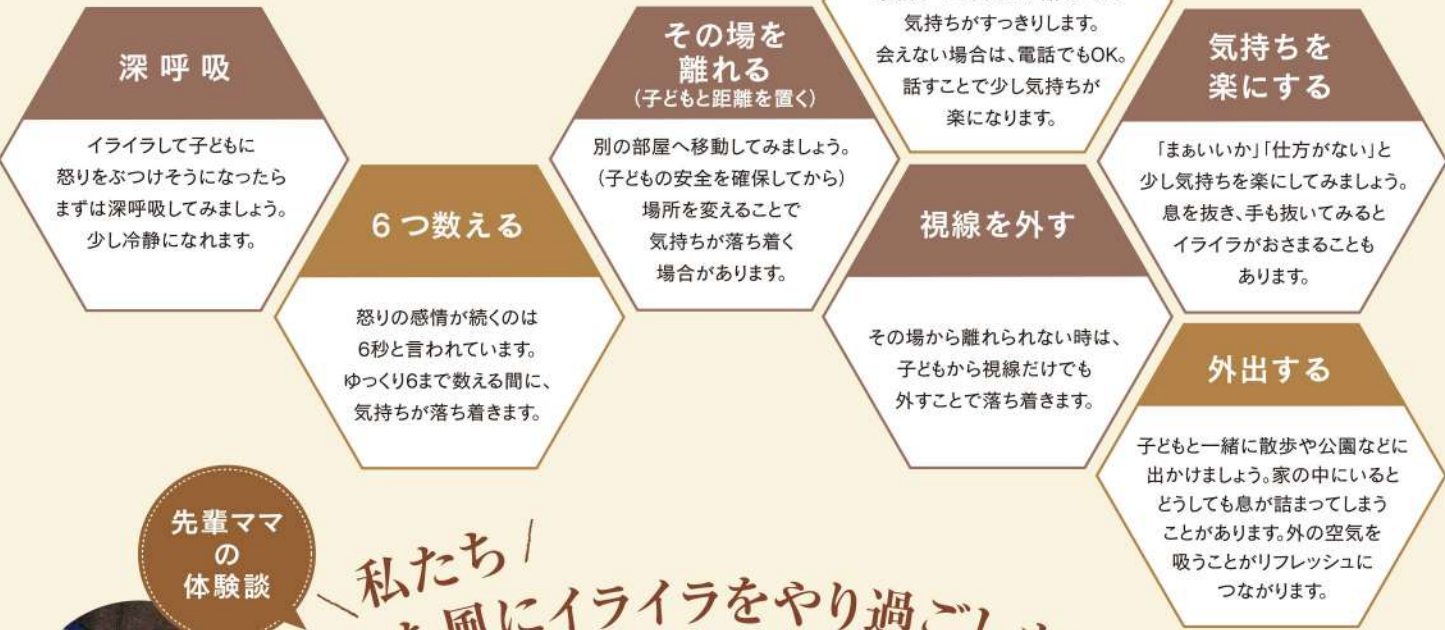 深呼吸
イライラして子どもに
怒りをぶつけそうになったら
まずは深呼吸してみましょう。
少し冷静になれます。
6つ数える
怒りの感情が続くのは
6秒と言われています。
ゆっくり6まで数える間に、
気持ちが落ち着きます。
その場を
離れる
(子どもと距離を置く)
別の部屋へ移動してみましょう。
(子どもの安全を確保してから)
場所を変えることで
気持ちが落ち着く
場合があります。
気持ちがすっきりします。
会えない場合は、電話でもOK。
話すことで少し気持ちが
楽になります。
視線を外す
その場から離れられない時は、
子どもから視線だけでも
外すことで落ち着きます。
気持ちを
楽にする
「まぁいいか」「仕方がない」と
少し気持ちを楽にしてみましょう。
息を抜き、手も抜いてみると
イライラがおさまることも
あります。
外出する
子どもと一緒に散歩や公園などに
出かけましょう。家の中にいると
どうしても息が詰まってしまう
ことがあります。外の空気を
吸うことがリフレッシュに
つながります。
先輩ママ
の
体験談
私たち
風にイライラをやり過ごし